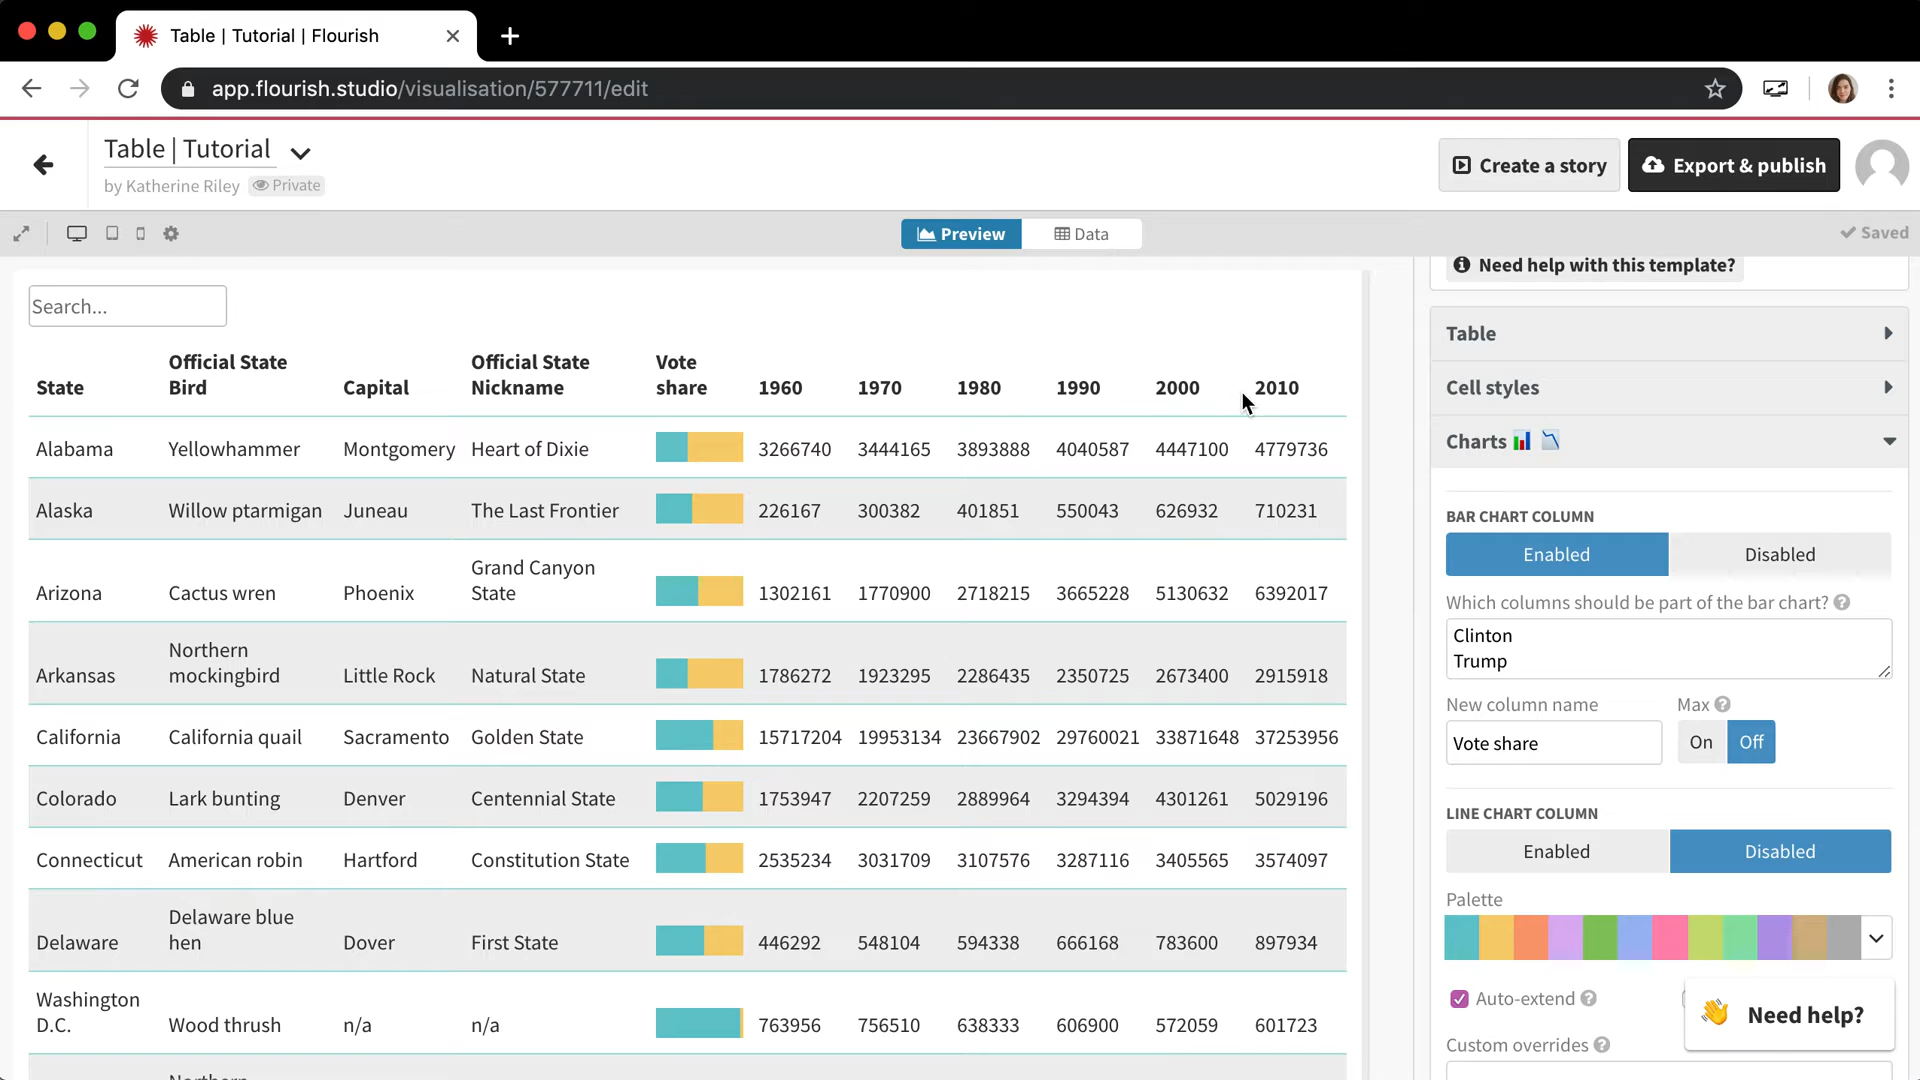 Table | Tutorial | Flourish
app.flourish.studio/visualisation/577711/edit
Table | Tutorial
by Katherine Riley Private
Create a story
Export & publish
Preview
Data
Saved
Search...
State Official State Bird Capital Official State Nickname Vote share 1960 1970 1980 1990 2000 2010
Alabama Yellowhammer Montgomery Heart of Dixie 3266740 3444165 3893888 4040587 4447100 4779736
Alaska Willow ptarmigan Juneau The Last Frontier 226167 300382 401851 550043 626932 710231
Arizona Cactus wren Phoenix Grand Canyon State 1302161 1770900 2718215 3665228 5130632 6392017
Arkansas Northern mockingbird Little Rock Natural State 1786272 1923295 2286435 2350725 2673400 2915918
California California quail Sacramento Golden State 15717204 19953134 23667902 29760021 33871648 37253956
Colorado Lark bunting Denver Centennial State 1753947 2207259 2889964 3294394 4301261 5029196
Connecticut American robin Hartford Constitution State 2535234 3031709 3107576 3287116 3405565 3574097
Delaware Delaware blue hen Dover First State 446292 548104 594338 666168 783600 897934
Washington D.C. Wood thrush n/a n/a 763956 756510 638333 606900 572059 601723
Northern
Need help with this template?
Table
Cell styles
Charts
BAR CHART COLUMN
Enabled Disabled
Which columns should be part of the bar chart? ?
Clinton
Trump
New column name Max ?
Vote share On Off
LINE CHART COLUMN
Enabled Disabled
Palette
Auto-extend ?
Need help?
Custom overrides ?